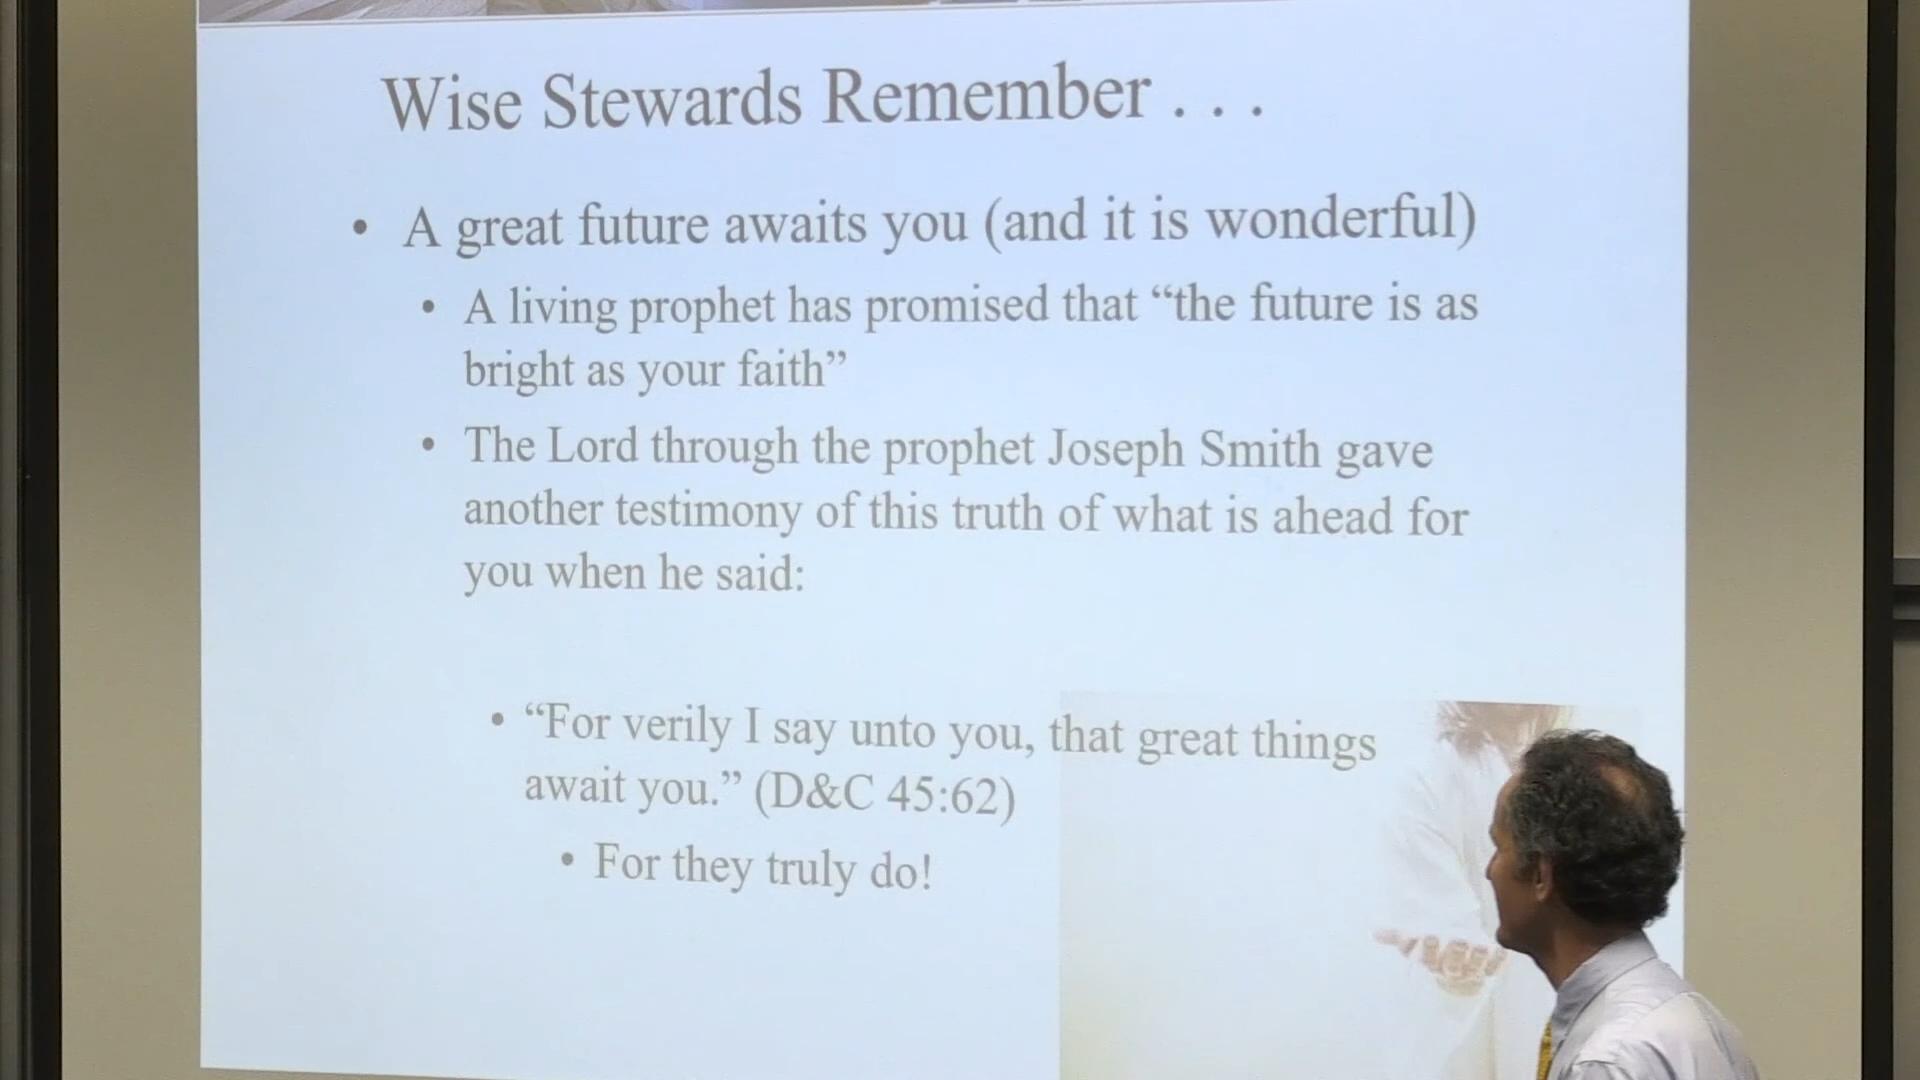 Wise Stewards Remember . . .
• A great future awaits you (and it is wonderful)
• A living prophet has promised that “the future is as
bright as your faith”
• The Lord through the prophet Joseph Smith gave
another testimony of this truth of what is ahead for
you when he said:
• “For verily I say unto you, that great things
await you.” (D&C 45:62)
• For they truly do!